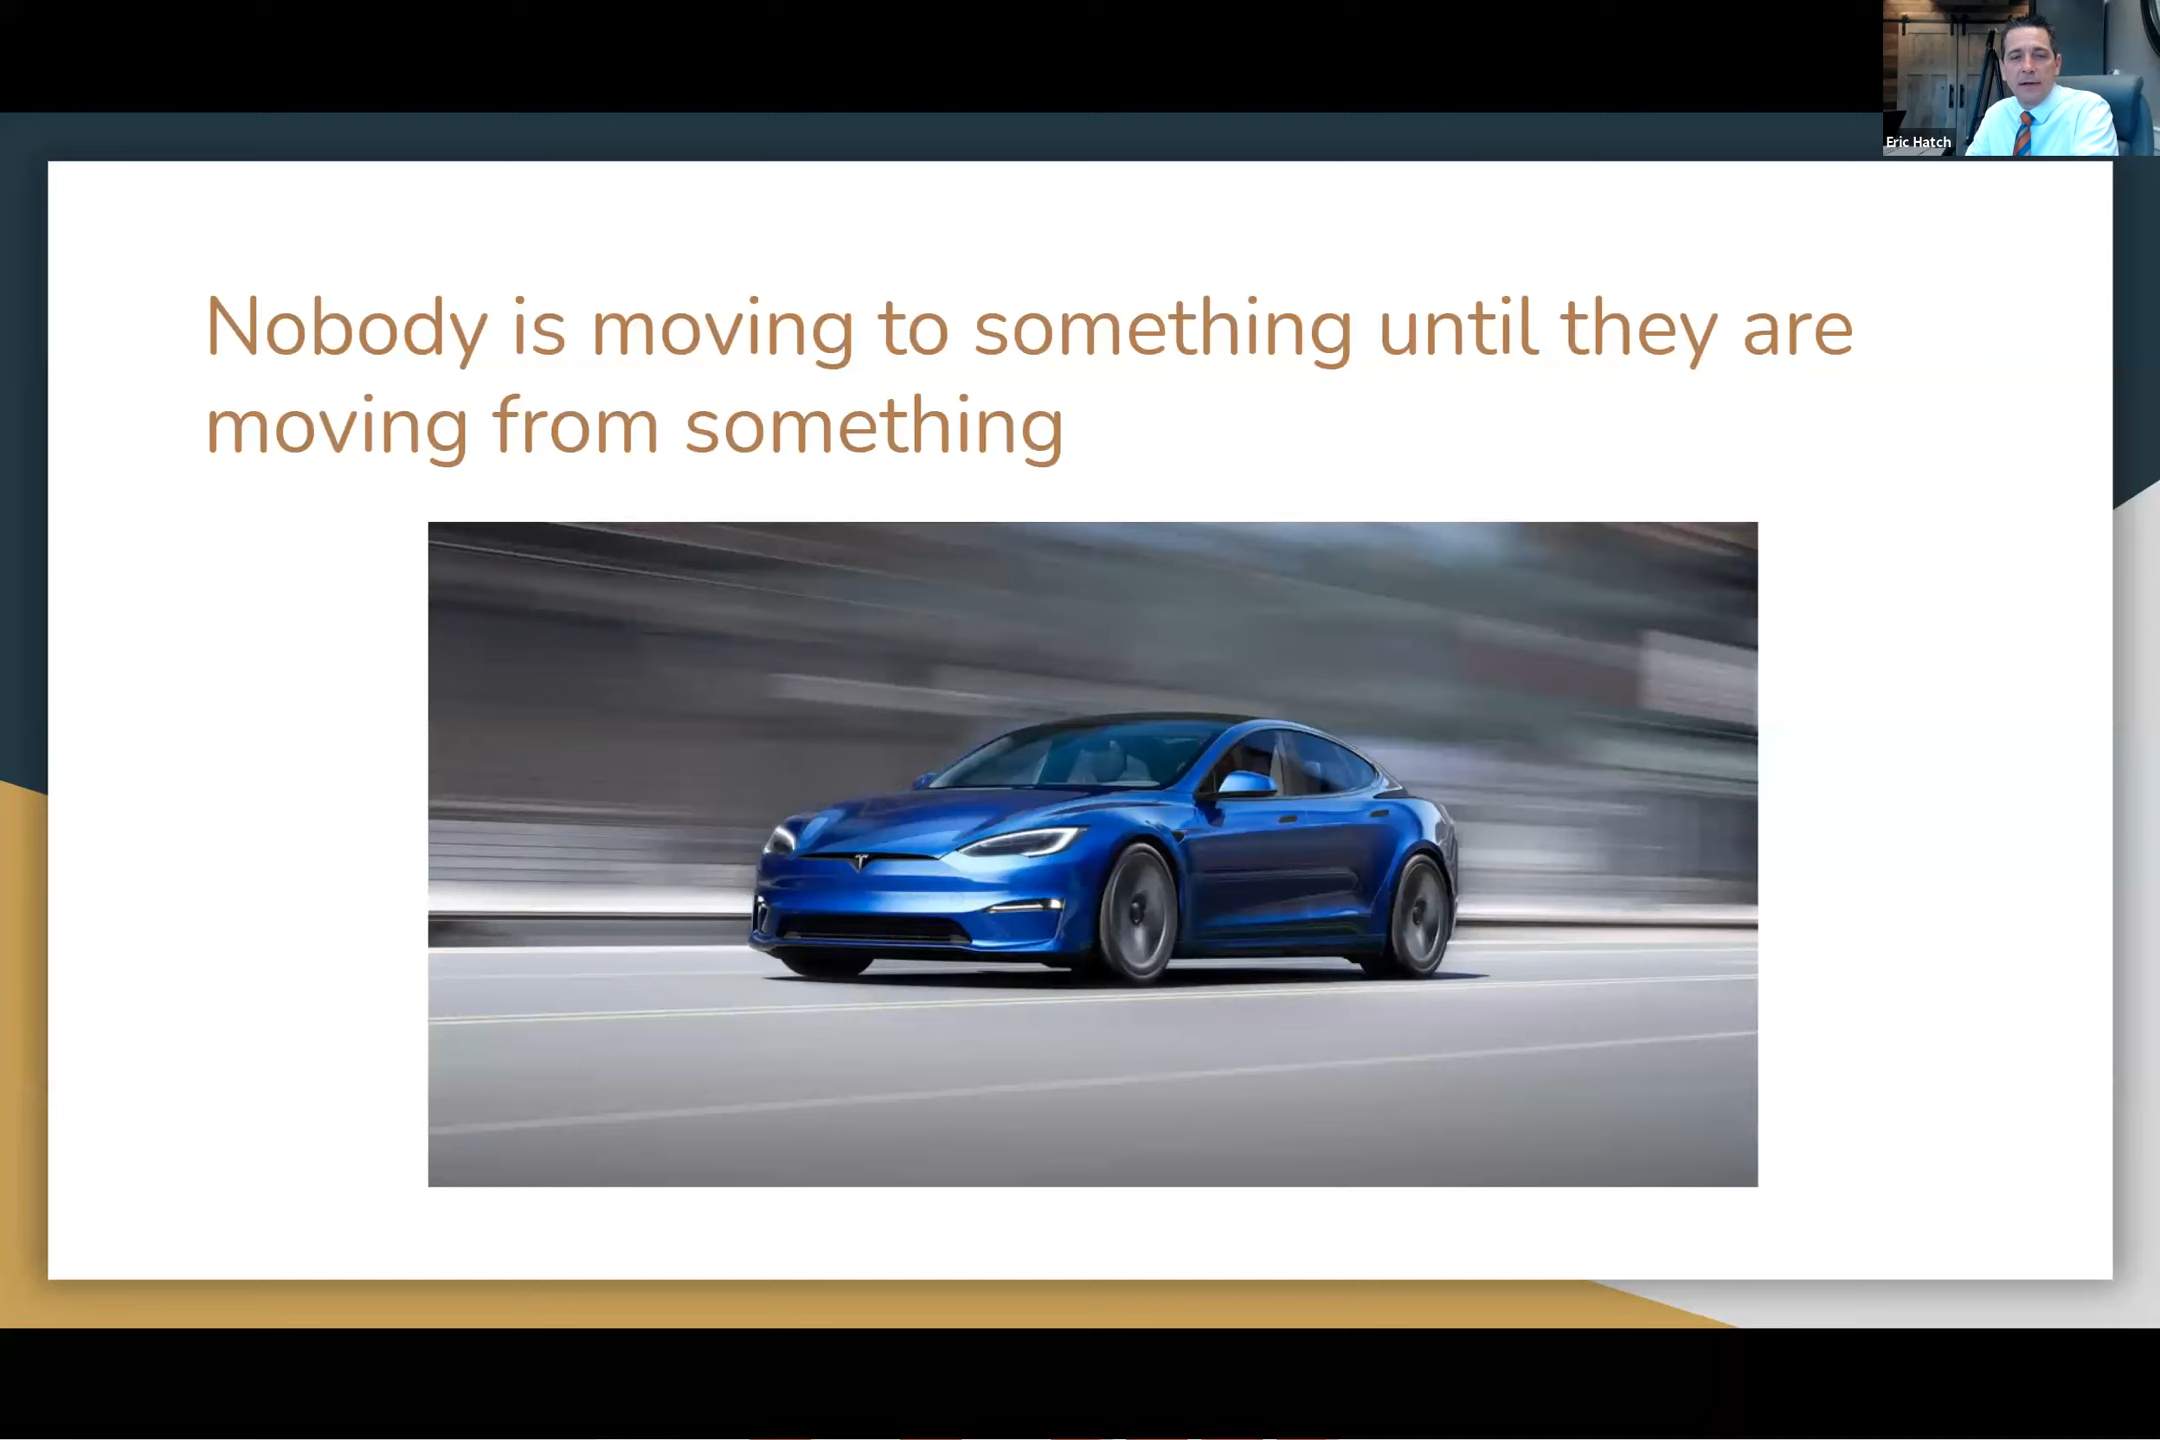 Eric Hatch
Nobody is moving to something until they are
moving from something